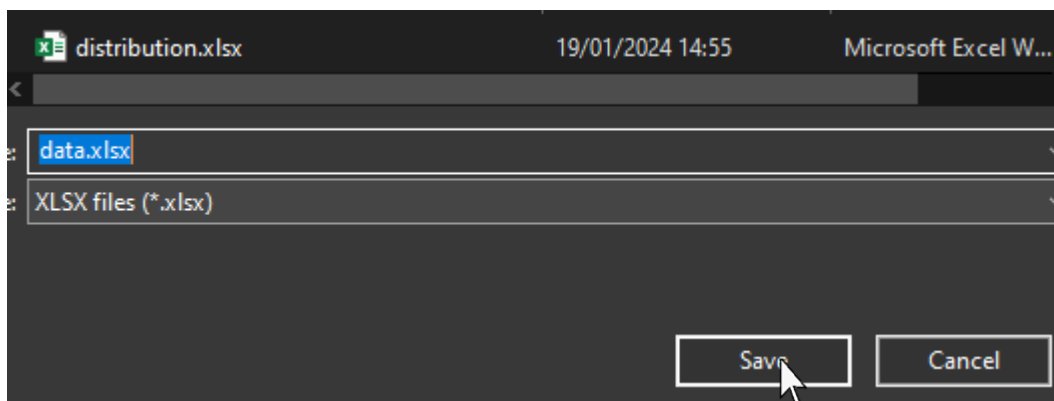 distribution.xlsx 19/01/2024 14:55 Microsoft Excel W...
e: data.xlsx
e: XLSX files (*.xlsx)
Save Cancel